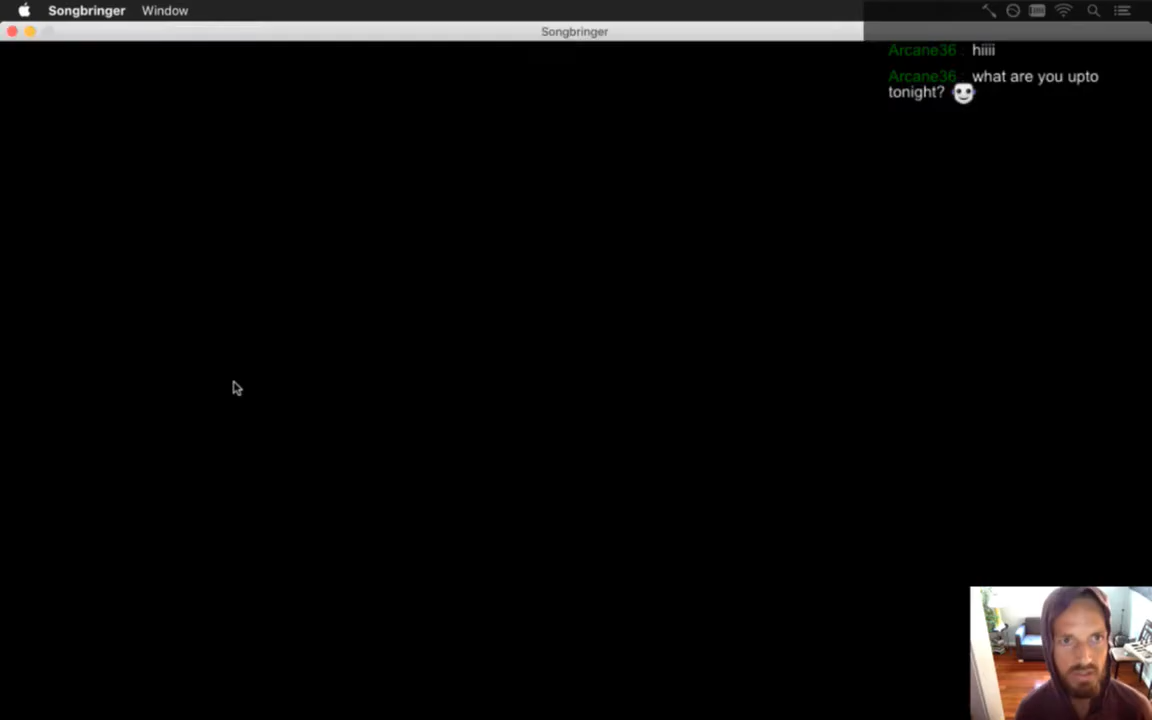 Songbringer Window
Songbringer
Arcane36 : hiiii
Arcane36 : what are you upto
tonight?